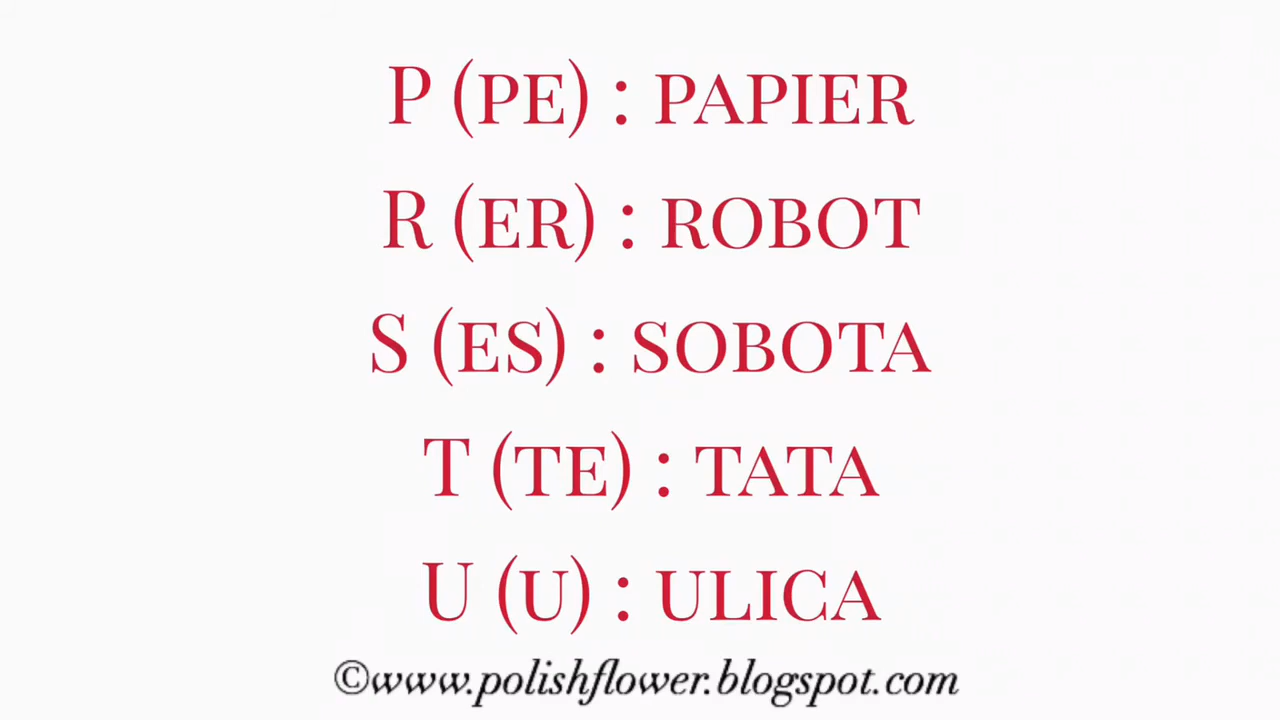 P (PE) : PAPIER
R (ER) : ROBOT
S (ES) : SOBOTA
T (TE) : TATA
U (U) : ULICA
©www.polishflower.blogspot.com